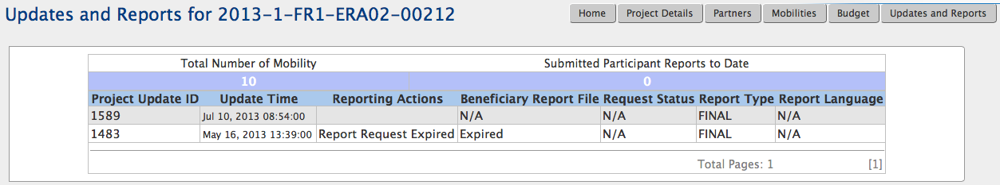 Updates and Reports for 2013-1-FR1-ERA02-00212
Home Project Details Partners Mobilities Budget Updates and Reports
Total Number of Mobility Submitted Participant Reports to Date
10 0
Project Update ID Update Time Reporting Actions Beneficiary Report File Request Status Report Type Report Language
1589 Jul 10, 2013 08:54:00 N/A N/A FINAL N/A
1483 May 16, 2013 13:39:00 Report Request Expired Expired N/A FINAL N/A
Total Pages: 1 [1]